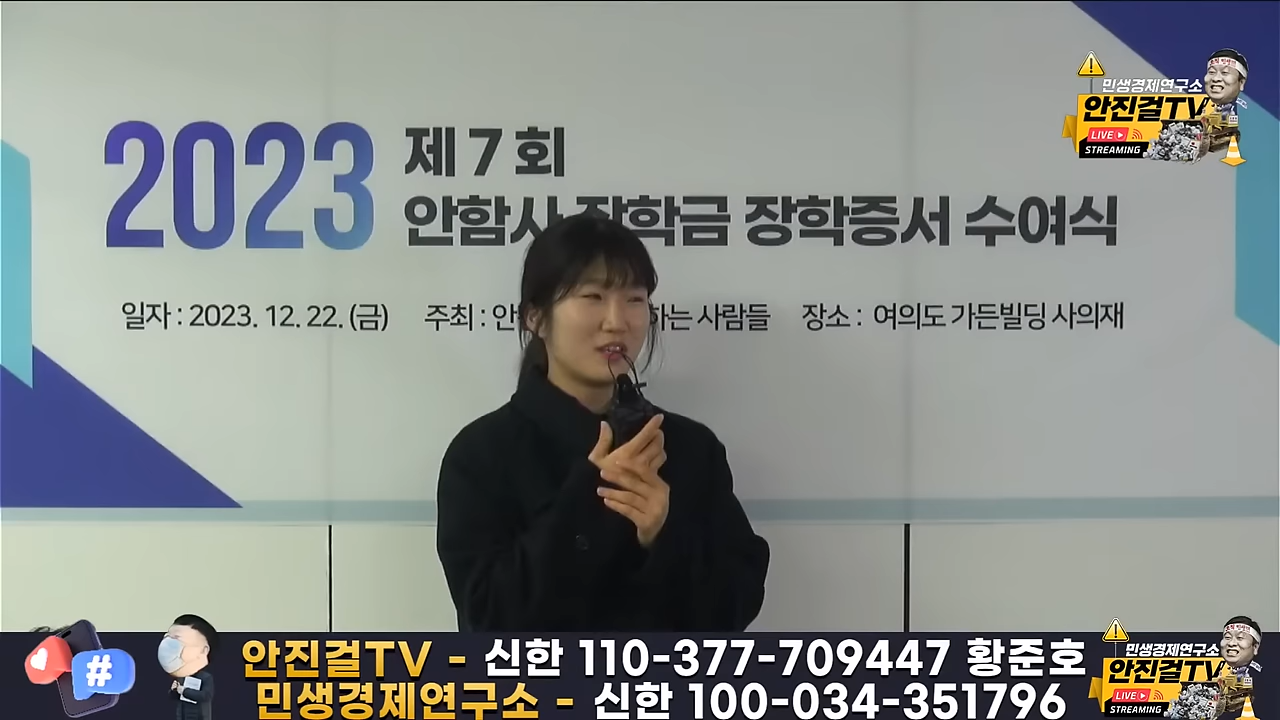 민생경제연구소
안진걸TV
LIVE
STREAMING
2023
제 7 회
안함사 장학금 장학증서 수여식
일자 : 2023. 12. 22. (금) 주최 : 안 하는 사람들 장소 : 여의도 가든빌딩 사의재
#
안진걸TV - 신한 110-377-709447 황준호
민생경제연구소 - 신한 100-034-351796
민생경제연구소
안진걸TV
LIVE
STREAMING